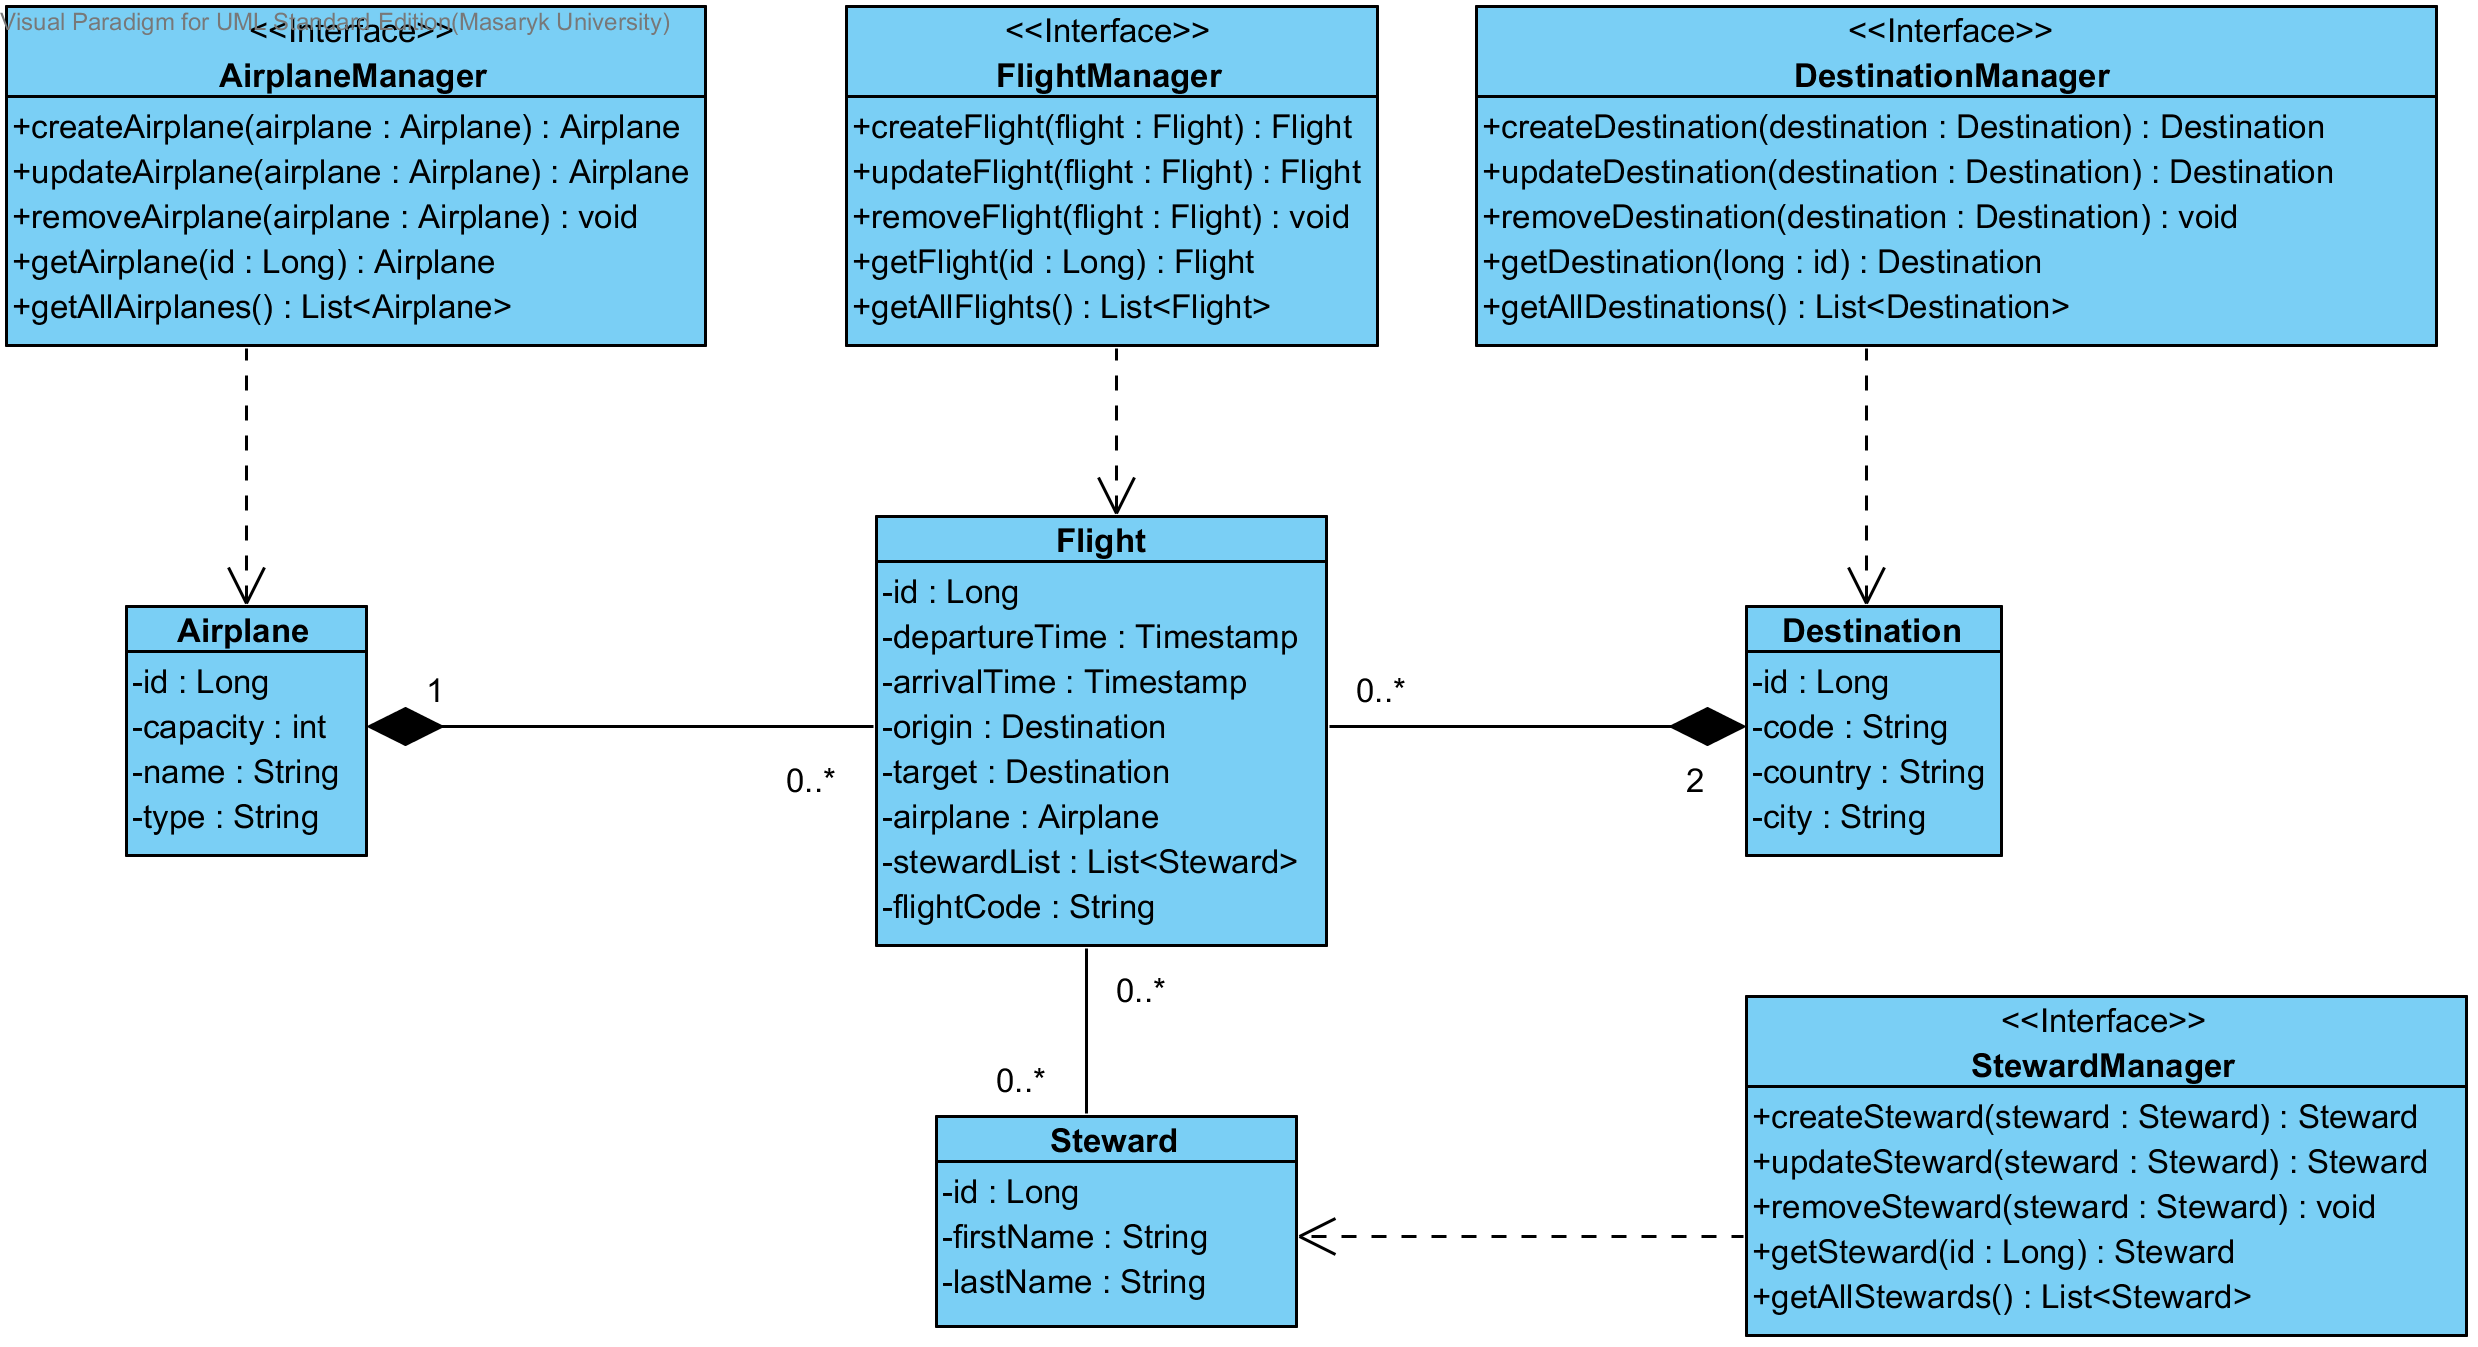 Visual Paradigm for UML Standard Edition(Masaryk University)
<<Interface>>
AirplaneManager
+createAirplane(airplane : Airplane) : Airplane
+updateAirplane(airplane : Airplane) : Airplane
+removeAirplane(airplane : Airplane) : void
+getAirplane(id : Long) : Airplane
+getAllAirplanes() : List<Airplane>
<<Interface>>
FlightManager
+createFlight(flight : Flight) : Flight
+updateFlight(flight : Flight) : Flight
+removeFlight(flight : Flight) : void
+getFlight(id : Long) : Flight
+getAllFlights() : List<Flight>
<<Interface>>
DestinationManager
+createDestination(destination : Destination) : Destination
+updateDestination(destination : Destination) : Destination
+removeDestination(destination : Destination) : void
+getDestination(long : id) : Destination
+getAllDestinations() : List<Destination>
Airplane
-id : Long
-capacity : int
-name : String
-type : String
1
0..*
Flight
-id : Long
-departureTime : Timestamp
-arrivalTime : Timestamp
-origin : Destination
-target : Destination
-airplane : Airplane
-stewardList : List<Steward>
-flightCode : String
0..*
2
Destination
-id : Long
-code : String
-country : String
-city : String
0..*
0..*
Steward
-id : Long
-firstName : String
-lastName : String
<<Interface>>
StewardManager
+createSteward(steward : Steward) : Steward
+updateSteward(steward : Steward) : Steward
+removeSteward(steward : Steward) : void
+getSteward(id : Long) : Steward
+getAllStewards() : List<Steward>